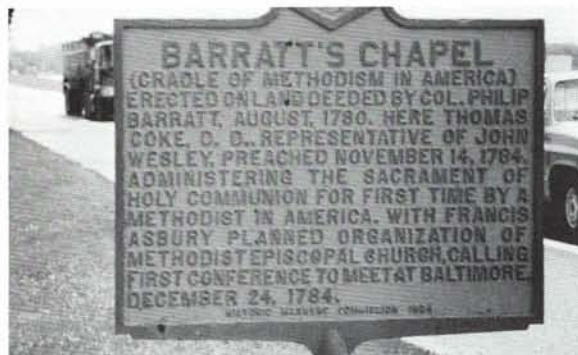 BARRATT'S CHAPEL
(CRADLE OF METHODISM IN AMERICA)
ERECTED ON LAND DEEDED BY COL. PHILIP
BARRATT, AUGUST, 1780. HERE THOMAS
COKE, D. D., REPRESENTATIVE OF JOHN
WESLEY, PREACHED NOVEMBER 14, 1784,
ADMINISTERING THE SACRAMENT OF
HOLY COMMUNION FOR FIRST TIME BY A
METHODIST IN AMERICA. WITH FRANCIS
ASBURY PLANNED ORGANIZATION OF
METHODIST EPISCOPAL CHURCH, CALLING
FIRST CONFERENCE TO MEET AT BALTIMORE,
DECEMBER 24, 1784.
HISTORIC MARKERS COMMISSION